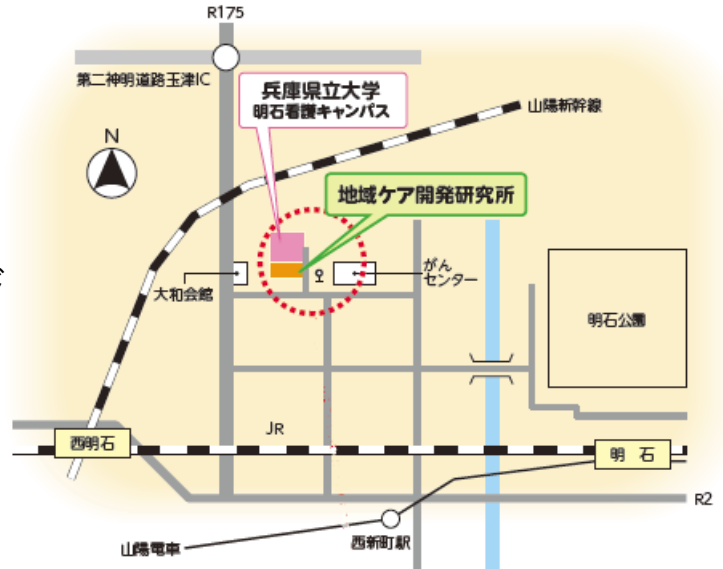 R175
第二神明道路玉津IC
兵庫県立大学
明石看護キャンパス
山陽新幹線
N
地域ケア開発研究所
がん
センター
大和会館
明石公園
JR
西明石
明 石
R2
山陽電車
西新町駅